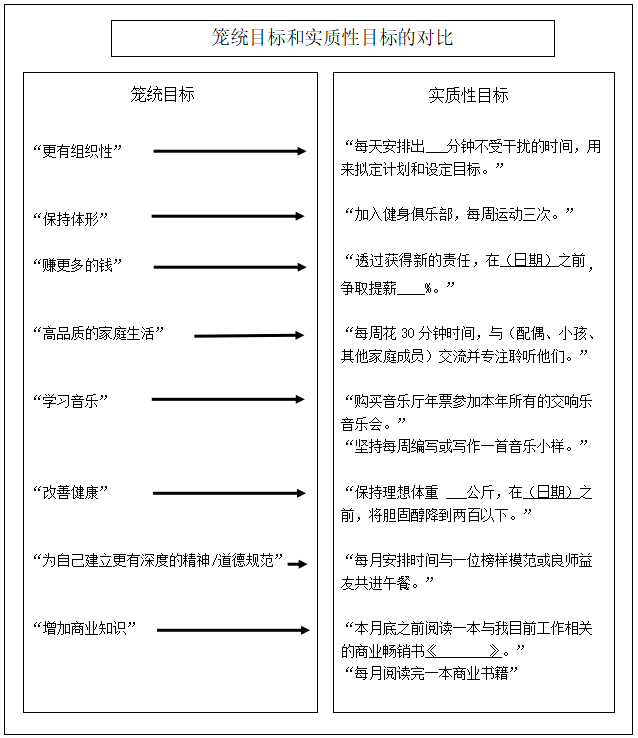 笼统目标和实质性目标的对比
笼统目标
实质性目标
“更有组织性”
“每天安排出___分钟不受干扰的时间，用
来拟定计划和设定目标。”
“保持体形”
“加入健身俱乐部，每周运动三次。”
“赚更多的钱”
“透过获得新的责任，在（日期）之前，
争取提薪____%。”
“高品质的家庭生活”
“每周花 30 分钟时间，与（配偶、小孩、
其他家庭成员）交流并专注聆听他们。”
“学习音乐”
“购买音乐厅年票参加本年所有的交响乐
音乐会。”
“坚持每周编写或写作一首音乐小样。”
“改善健康”
“保持理想体重 ___公斤，在（日期）之
前，将胆固醇降到两百以下。”
“为自己建立更有深度的精神/道德规范”
“每月安排时间与一位榜样模范或良师益
友共进午餐。”
“增加商业知识”
“本月底之前阅读一本与我目前工作相关
的商业畅销书《_______》。”
“每月阅读完一本商业书籍”